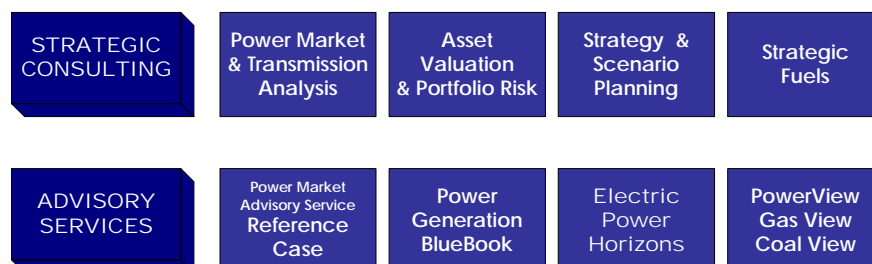 STRATEGIC
CONSULTING
Power Market
& Transmission
Analysis
Asset
Valuation
& Portfolio Risk
Strategy &
Scenario
Planning
Strategic
Fuels
ADVISORY
SERVICES
Power Market
Advisory Service
Reference
Case
Power
Generation
BlueBook
Electric
Power
Horizons
PowerView
Gas View
Coal View